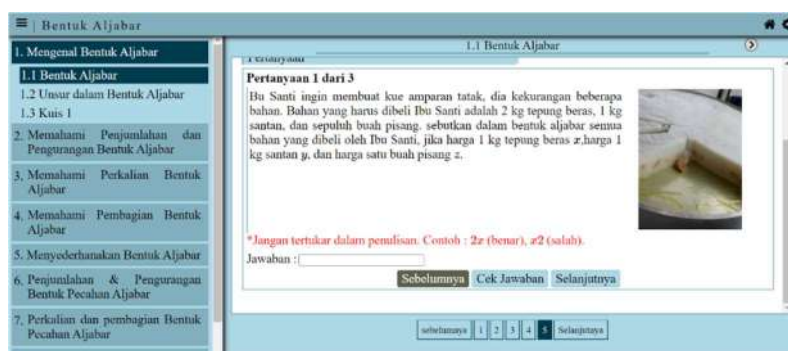 ≡ | Bentuk Aljabar
1. Mengenal Bentuk Aljabar
1.1 Bentuk Aljabar
1.2 Unsur dalam Bentuk Aljabar
1.3 Kuis 1
2. Memahami Penjumlahan dan
Pengurangan Bentuk Aljabar
3. Memahami Perkalian Bentuk
Aljabar
4. Memahami Pembagian Bentuk
Aljabar
5. Menyederhanakan Bentuk Aljabar
6. Penjumlahan & Pengurangan
Bentuk Pecahan Aljabar
7. Perkalian dan pembagian Bentuk
Pecahan Aljabar
1.1 Bentuk Aljabar
Pertanyaan
Pertanyaan 1 dari 3
Bu Santi ingin membuat kue amparan tatak, dia kekurangan beberapa
bahan. Bahan yang harus dibeli Ibu Santi adalah 2 kg tepung beras, 1 kg
santan, dan sepuluh buah pisang. sebutkan dalam bentuk aljabar semua
bahan yang dibeli oleh Ibu Santi, jika harga 1 kg tepung beras x,harga 1
kg santan y, dan harga satu buah pisang z.
*Jangan tertukar dalam penulisan. Contoh : 2x (benar), x2 (salah).
Jawaban :
Sebelumnya Cek Jawaban Selanjutnya
sebelumnya 1 2 3 4 5 Selanjutnya